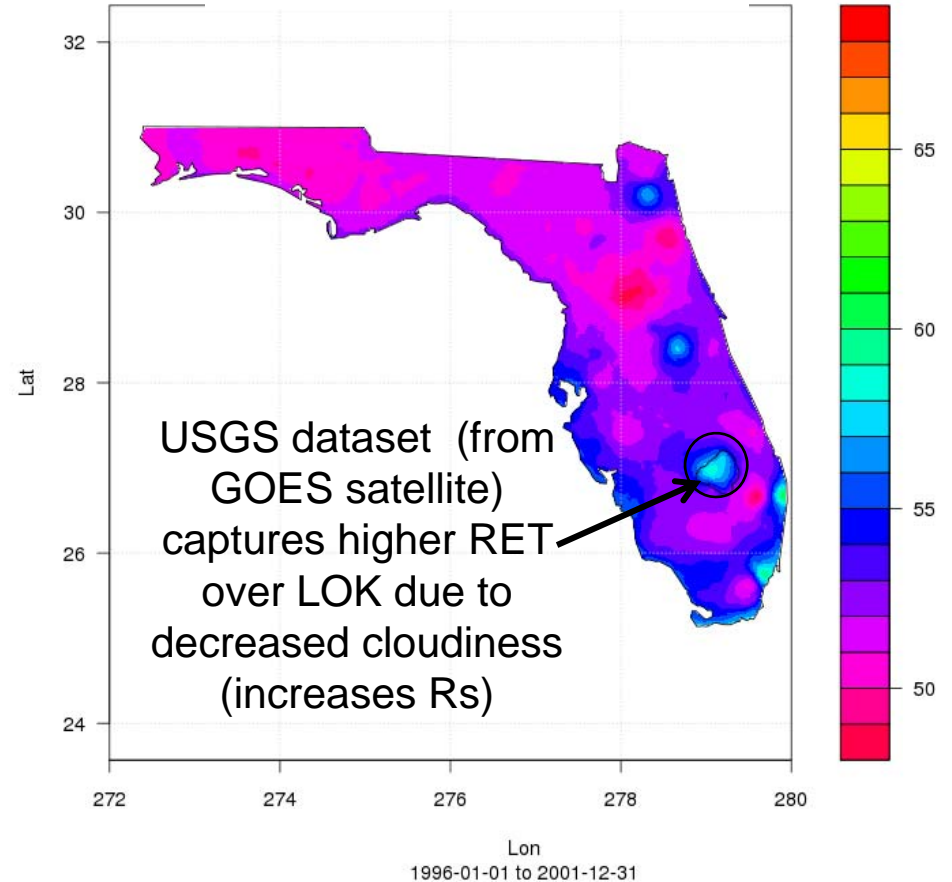 32
30
28
26
24
Lat
USGS dataset (from
GOES satellite)
captures higher RET
over LOK due to
decreased cloudiness
(increases Rs)
272
274
276
278
280
Lon
1996-01-01 to 2001-12-31
65
60
55
50